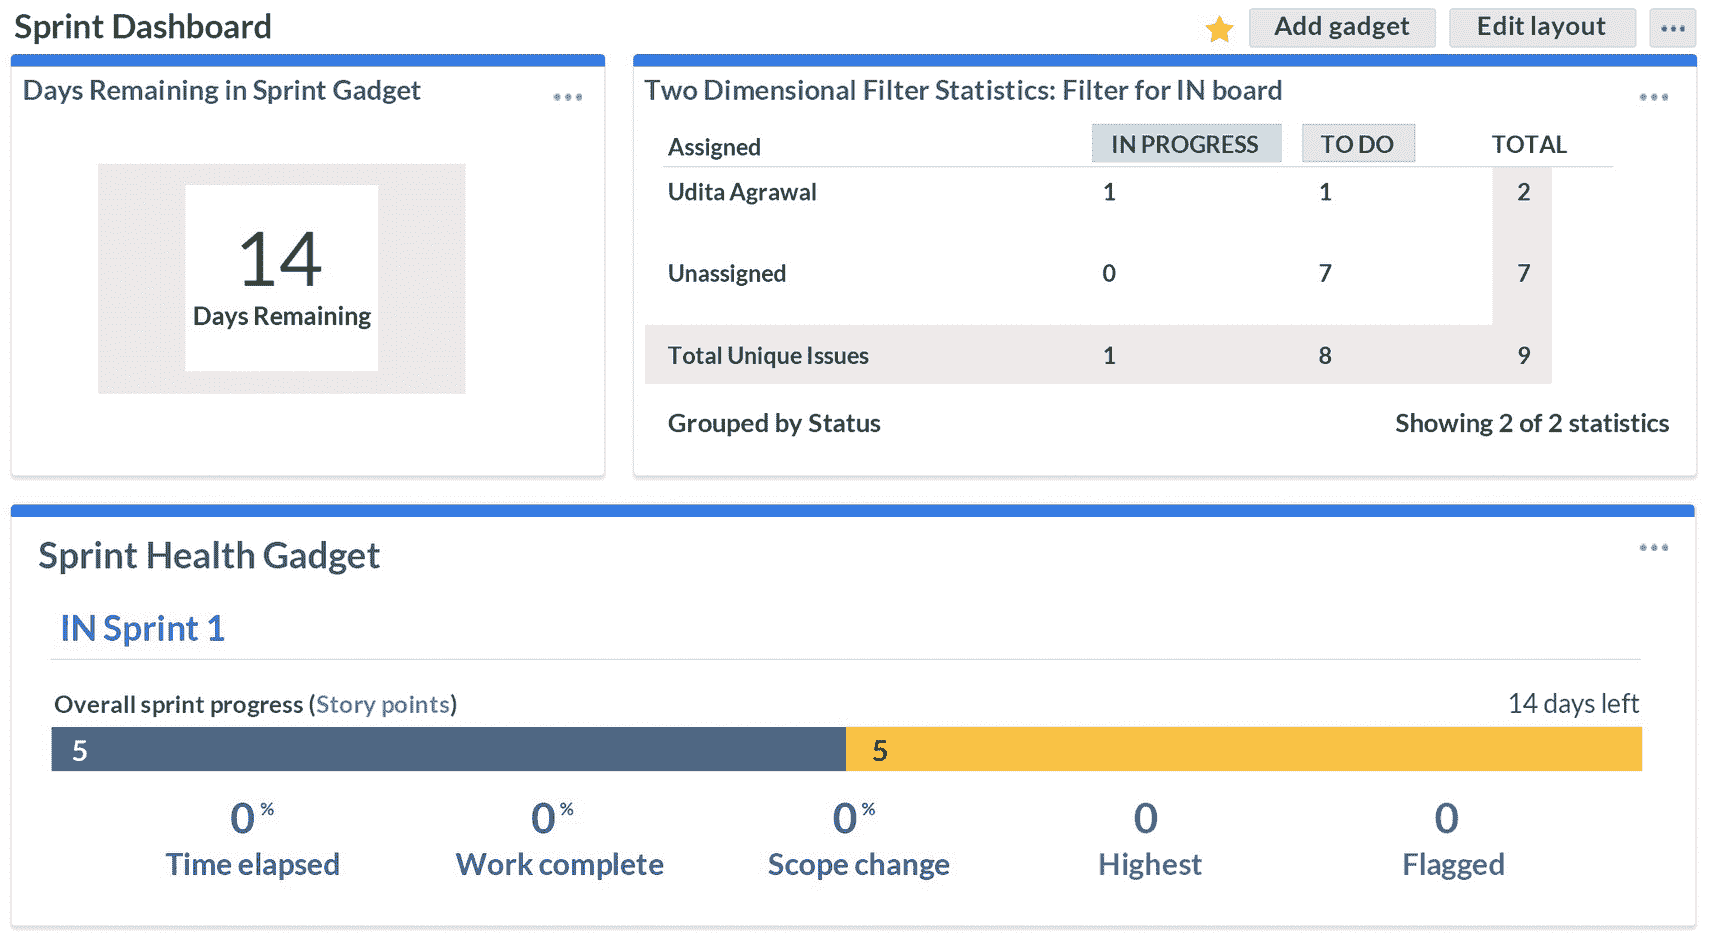 Sprint Dashboard
Add gadget
Edit layout
Days Remaining in Sprint Gadget
14
Days Remaining
Two Dimensional Filter Statistics: Filter for IN board
Assigned IN PROGRESS TO DO TOTAL
Udita Agrawal 1 1 2
Unassigned 0 7 7
Total Unique Issues 1 8 9
Grouped by Status Showing 2 of 2 statistics
Sprint Health Gadget
IN Sprint 1
Overall sprint progress (Story points) 14 days left
5 5
0% 0% 0% 0 0
Time elapsed Work complete Scope change Highest Flagged